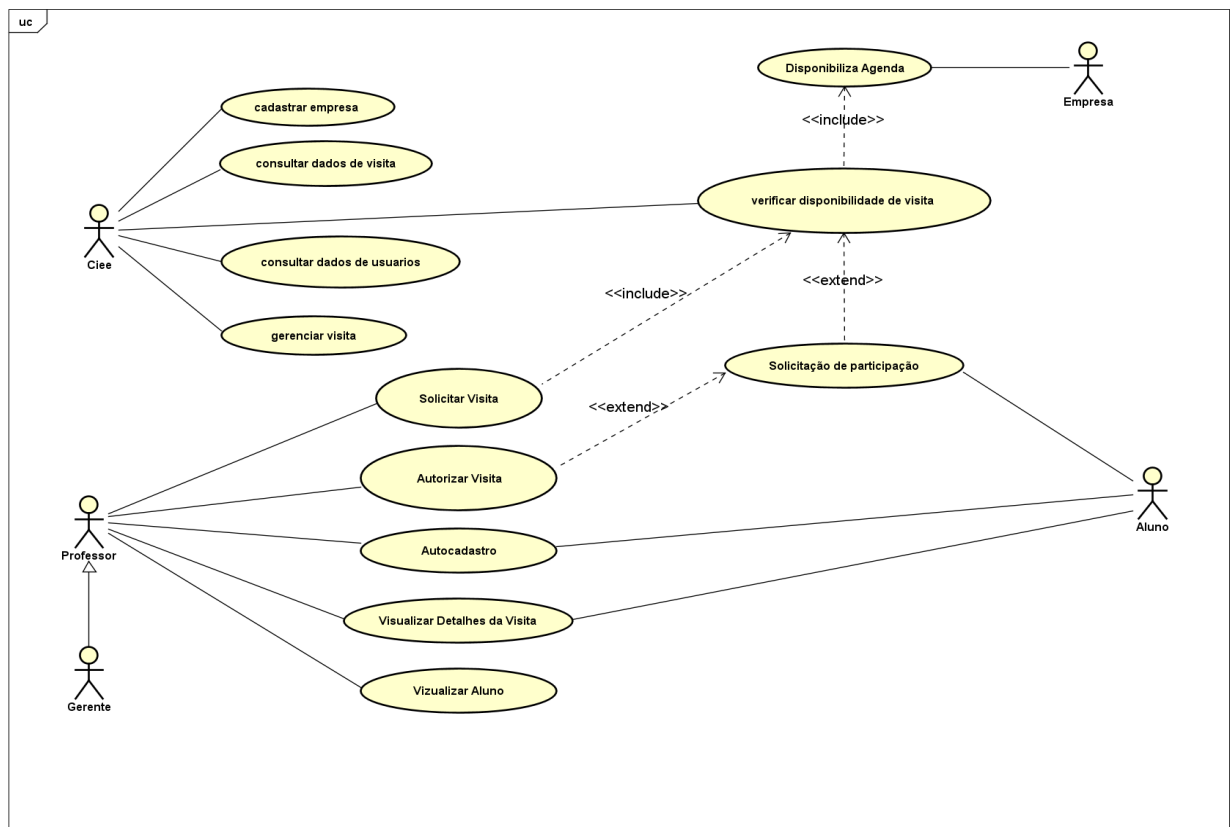 uc
Disponibiliza Agenda
Empresa
cadastrar empresa
<<include>>
consultar dados de visita
verificar disponibilidade de visita
Ciee
consultar dados de usuarios
<<include>>
<<extend>>
gerenciar visita
Solicitação de participação
Solicitar Visita
<<extend>>
Autorizar Visita
Professor
Aluno
Autocadastro
Visualizar Detalhes da Visita
Vizualizar Aluno
Gerente